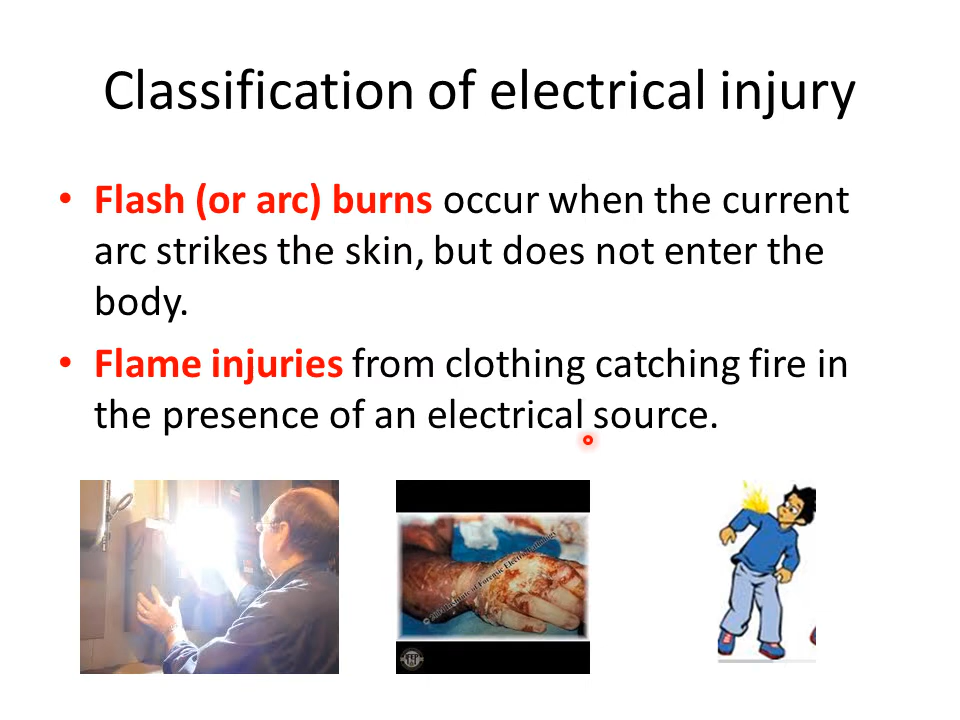 Classification of electrical injury
• Flash (or arc) burns occur when the current
arc strikes the skin, but does not enter the
body.
• Flame injuries from clothing catching fire in
the presence of an electrical source.